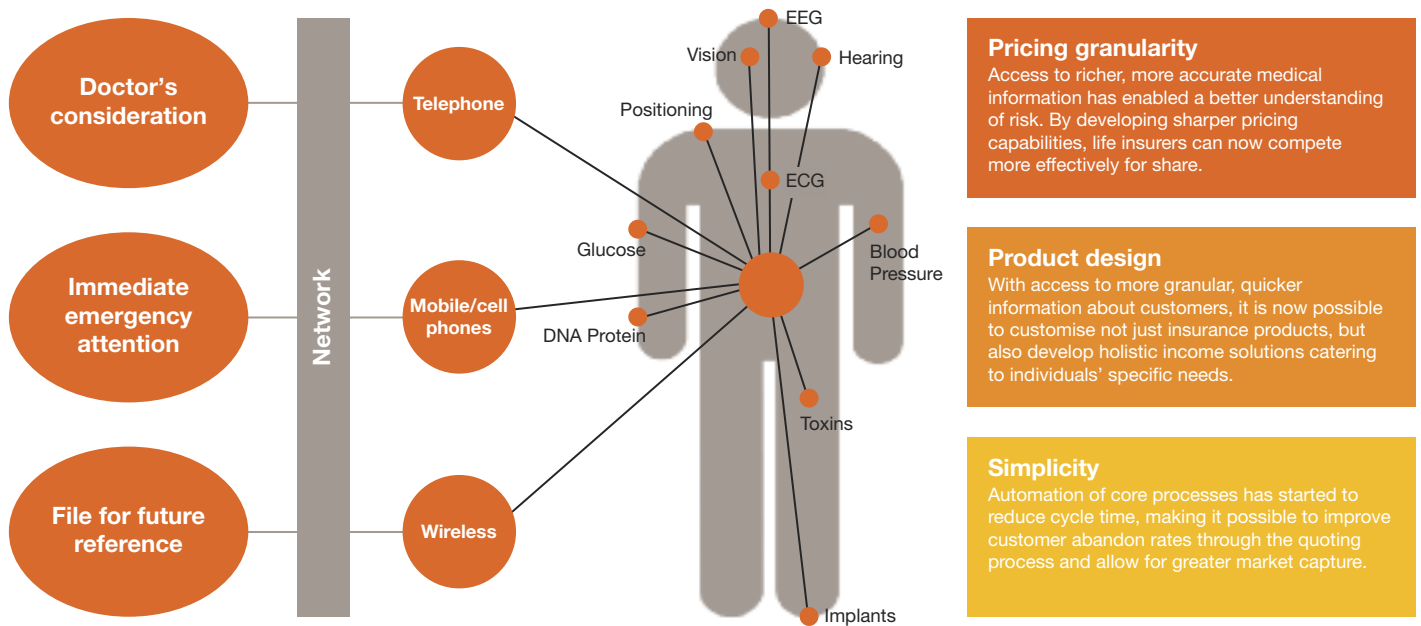 Doctor's
consideration
Immediate
emergency
attention
File for future
reference
Network
Telephone
Mobile/cell
phones
Wireless
EEG
Vision
Hearing
Positioning
ECG
Glucose
Blood
Pressure
DNA Protein
Toxins
Implants
Pricing granularity
Access to richer, more accurate medical
information has enabled a better understanding
of risk. By developing sharper pricing
capabilities, life insurers can now compete
more effectively for share.
Product design
With access to more granular, quicker
information about customers, it is now possible
to customise not just insurance products, but
also develop holistic income solutions catering
to individuals' specific needs.
Simplicity
Automation of core processes has started to
reduce cycle time, making it possible to improve
customer abandon rates through the quoting
process and allow for greater market capture.